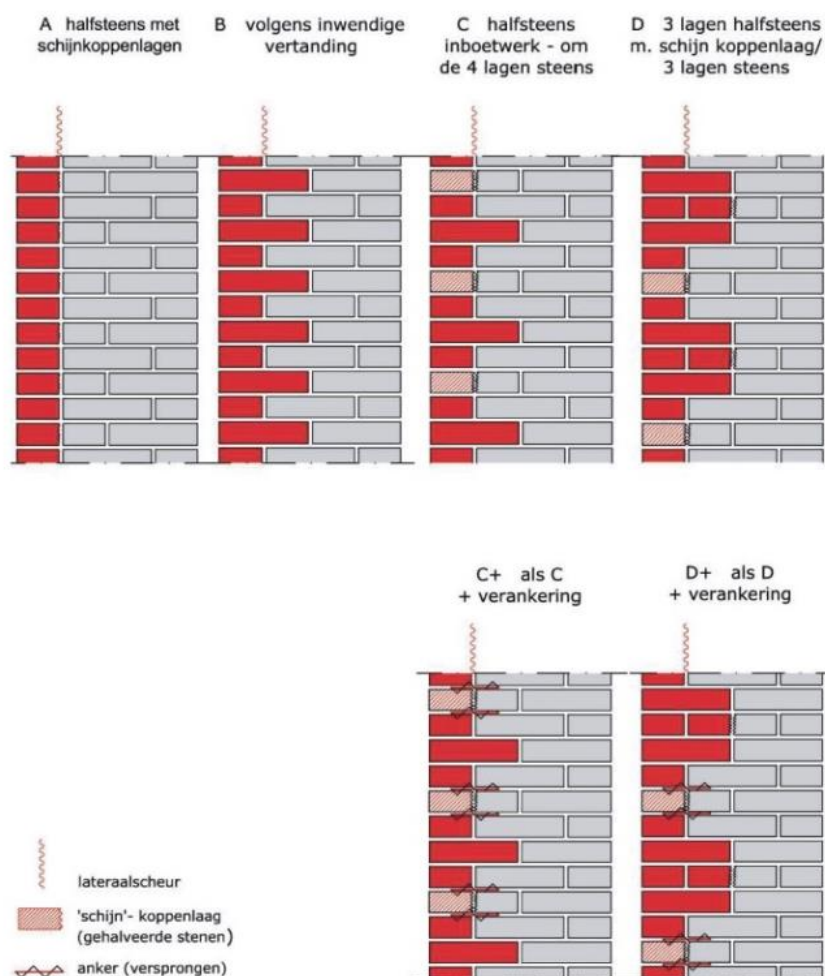 A halfsteens met
schijnkoppenlagen
B volgens inwendige
vertanding
C halfsteens
inboetwerk - om
de 4 lagen steens
D 3 lagen halfsteens
m. schijn koppenlaag/
3 lagen steens
C+ als C
+ verankering
D+ als D
+ verankering
lateraalscheur
'schijn'- koppenlaag
(gehalveerde stenen)
anker (versprongen)